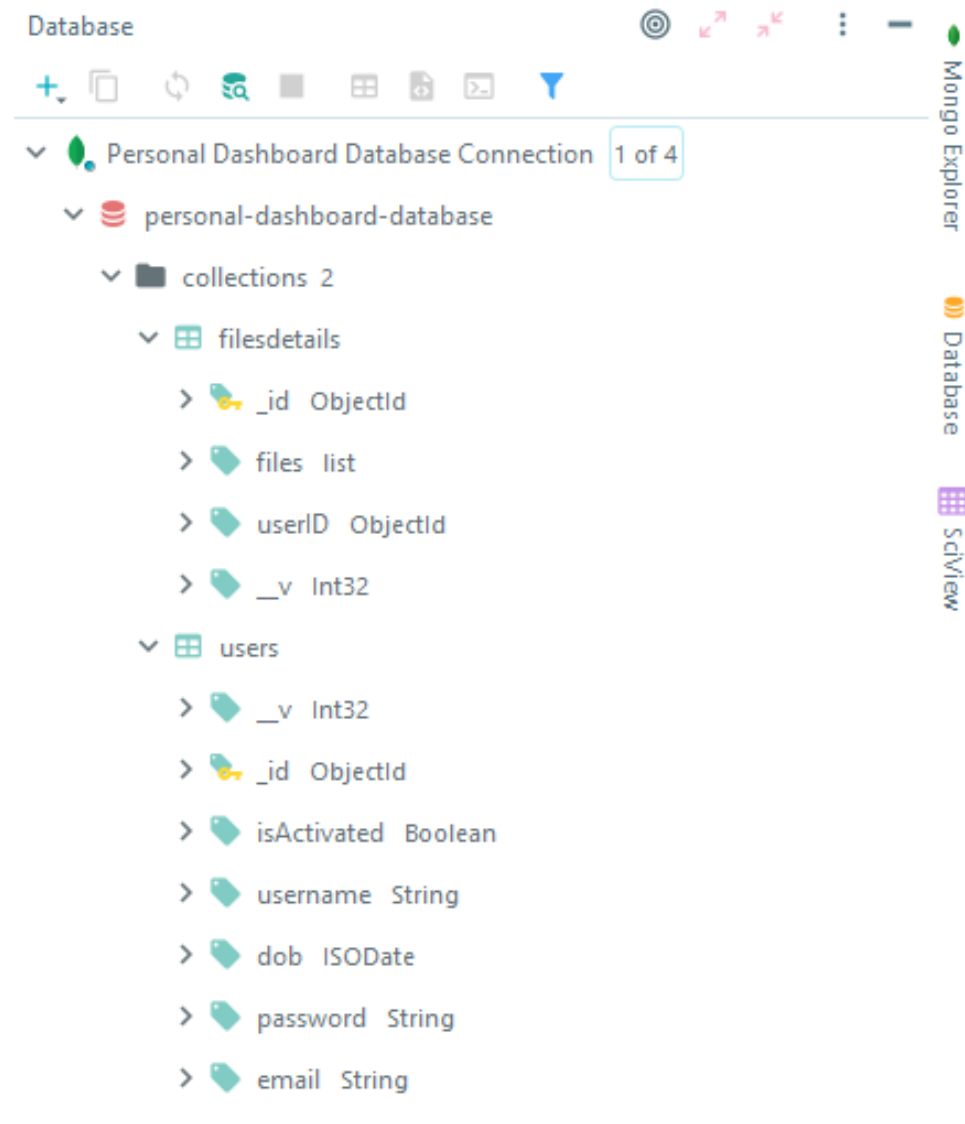 Database
Personal Dashboard Database Connection 1 of 4
personal-dashboard-database
collections 2
filesdetails
_id ObjectId
files list
userID ObjectId
__v Int32
users
__v Int32
_id ObjectId
isActivated Boolean
username String
dob ISODate
password String
email String
Mongo Explorer
Database
SciView